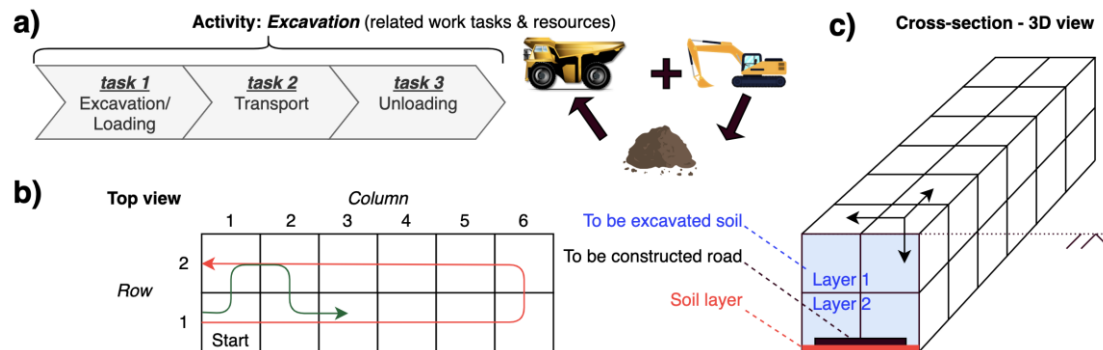 a)
Activity: Excavation (related work tasks & resources)
task 1
Excavation/
Loading
task 2
Transport
task 3
Unloading
b)
Top view
Column
1 2 3 4 5 6
2
Row
1
Start
c)
Cross-section - 3D view
To be excavated soil
To be constructed road
Soil layer
Layer 1
Layer 2